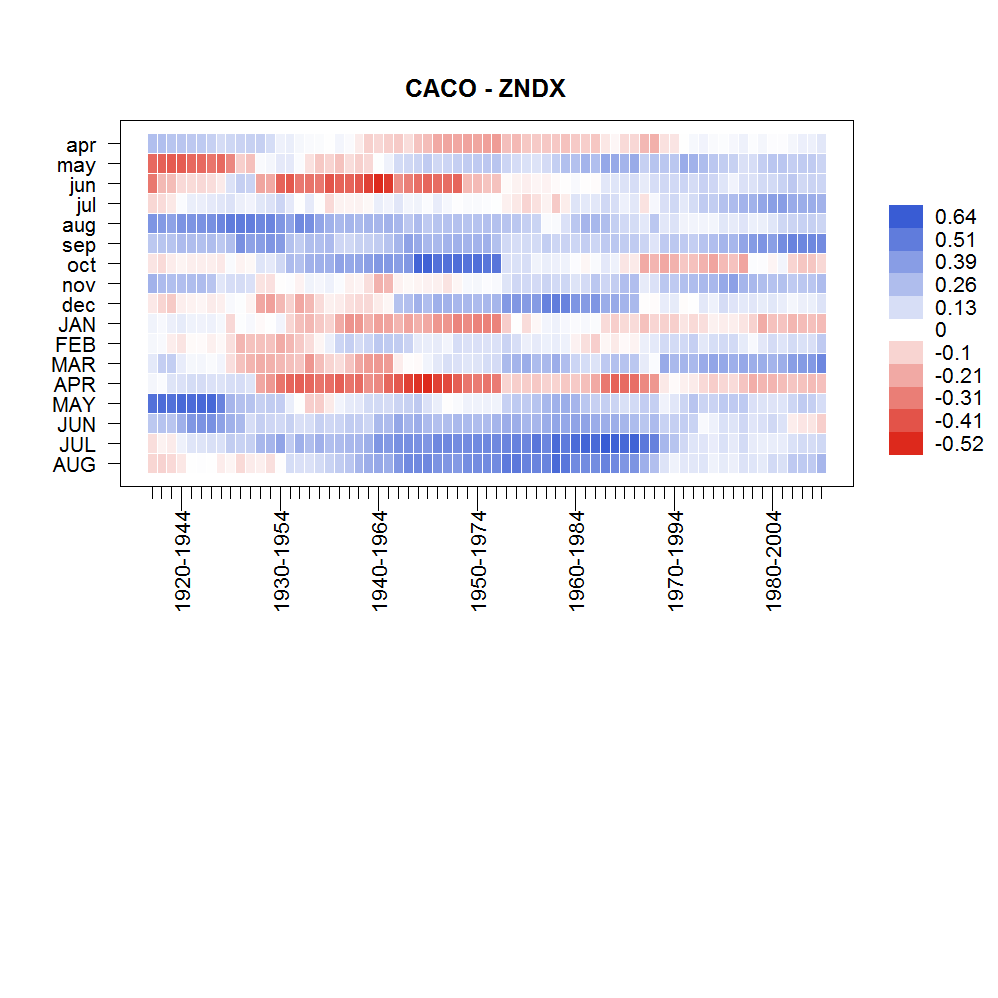 CACO - ZNDX
apr
may
jun
jul
aug
sep
oct
nov
dec
JAN
FEB
MAR
APR
MAY
JUN
JUL
AUG
0.64
0.51
0.39
0.26
0.13
0
-0.1
-0.21
-0.31
-0.41
-0.52
1920-1944
1930-1954
1940-1964
1950-1974
1960-1984
1970-1994
1980-2004